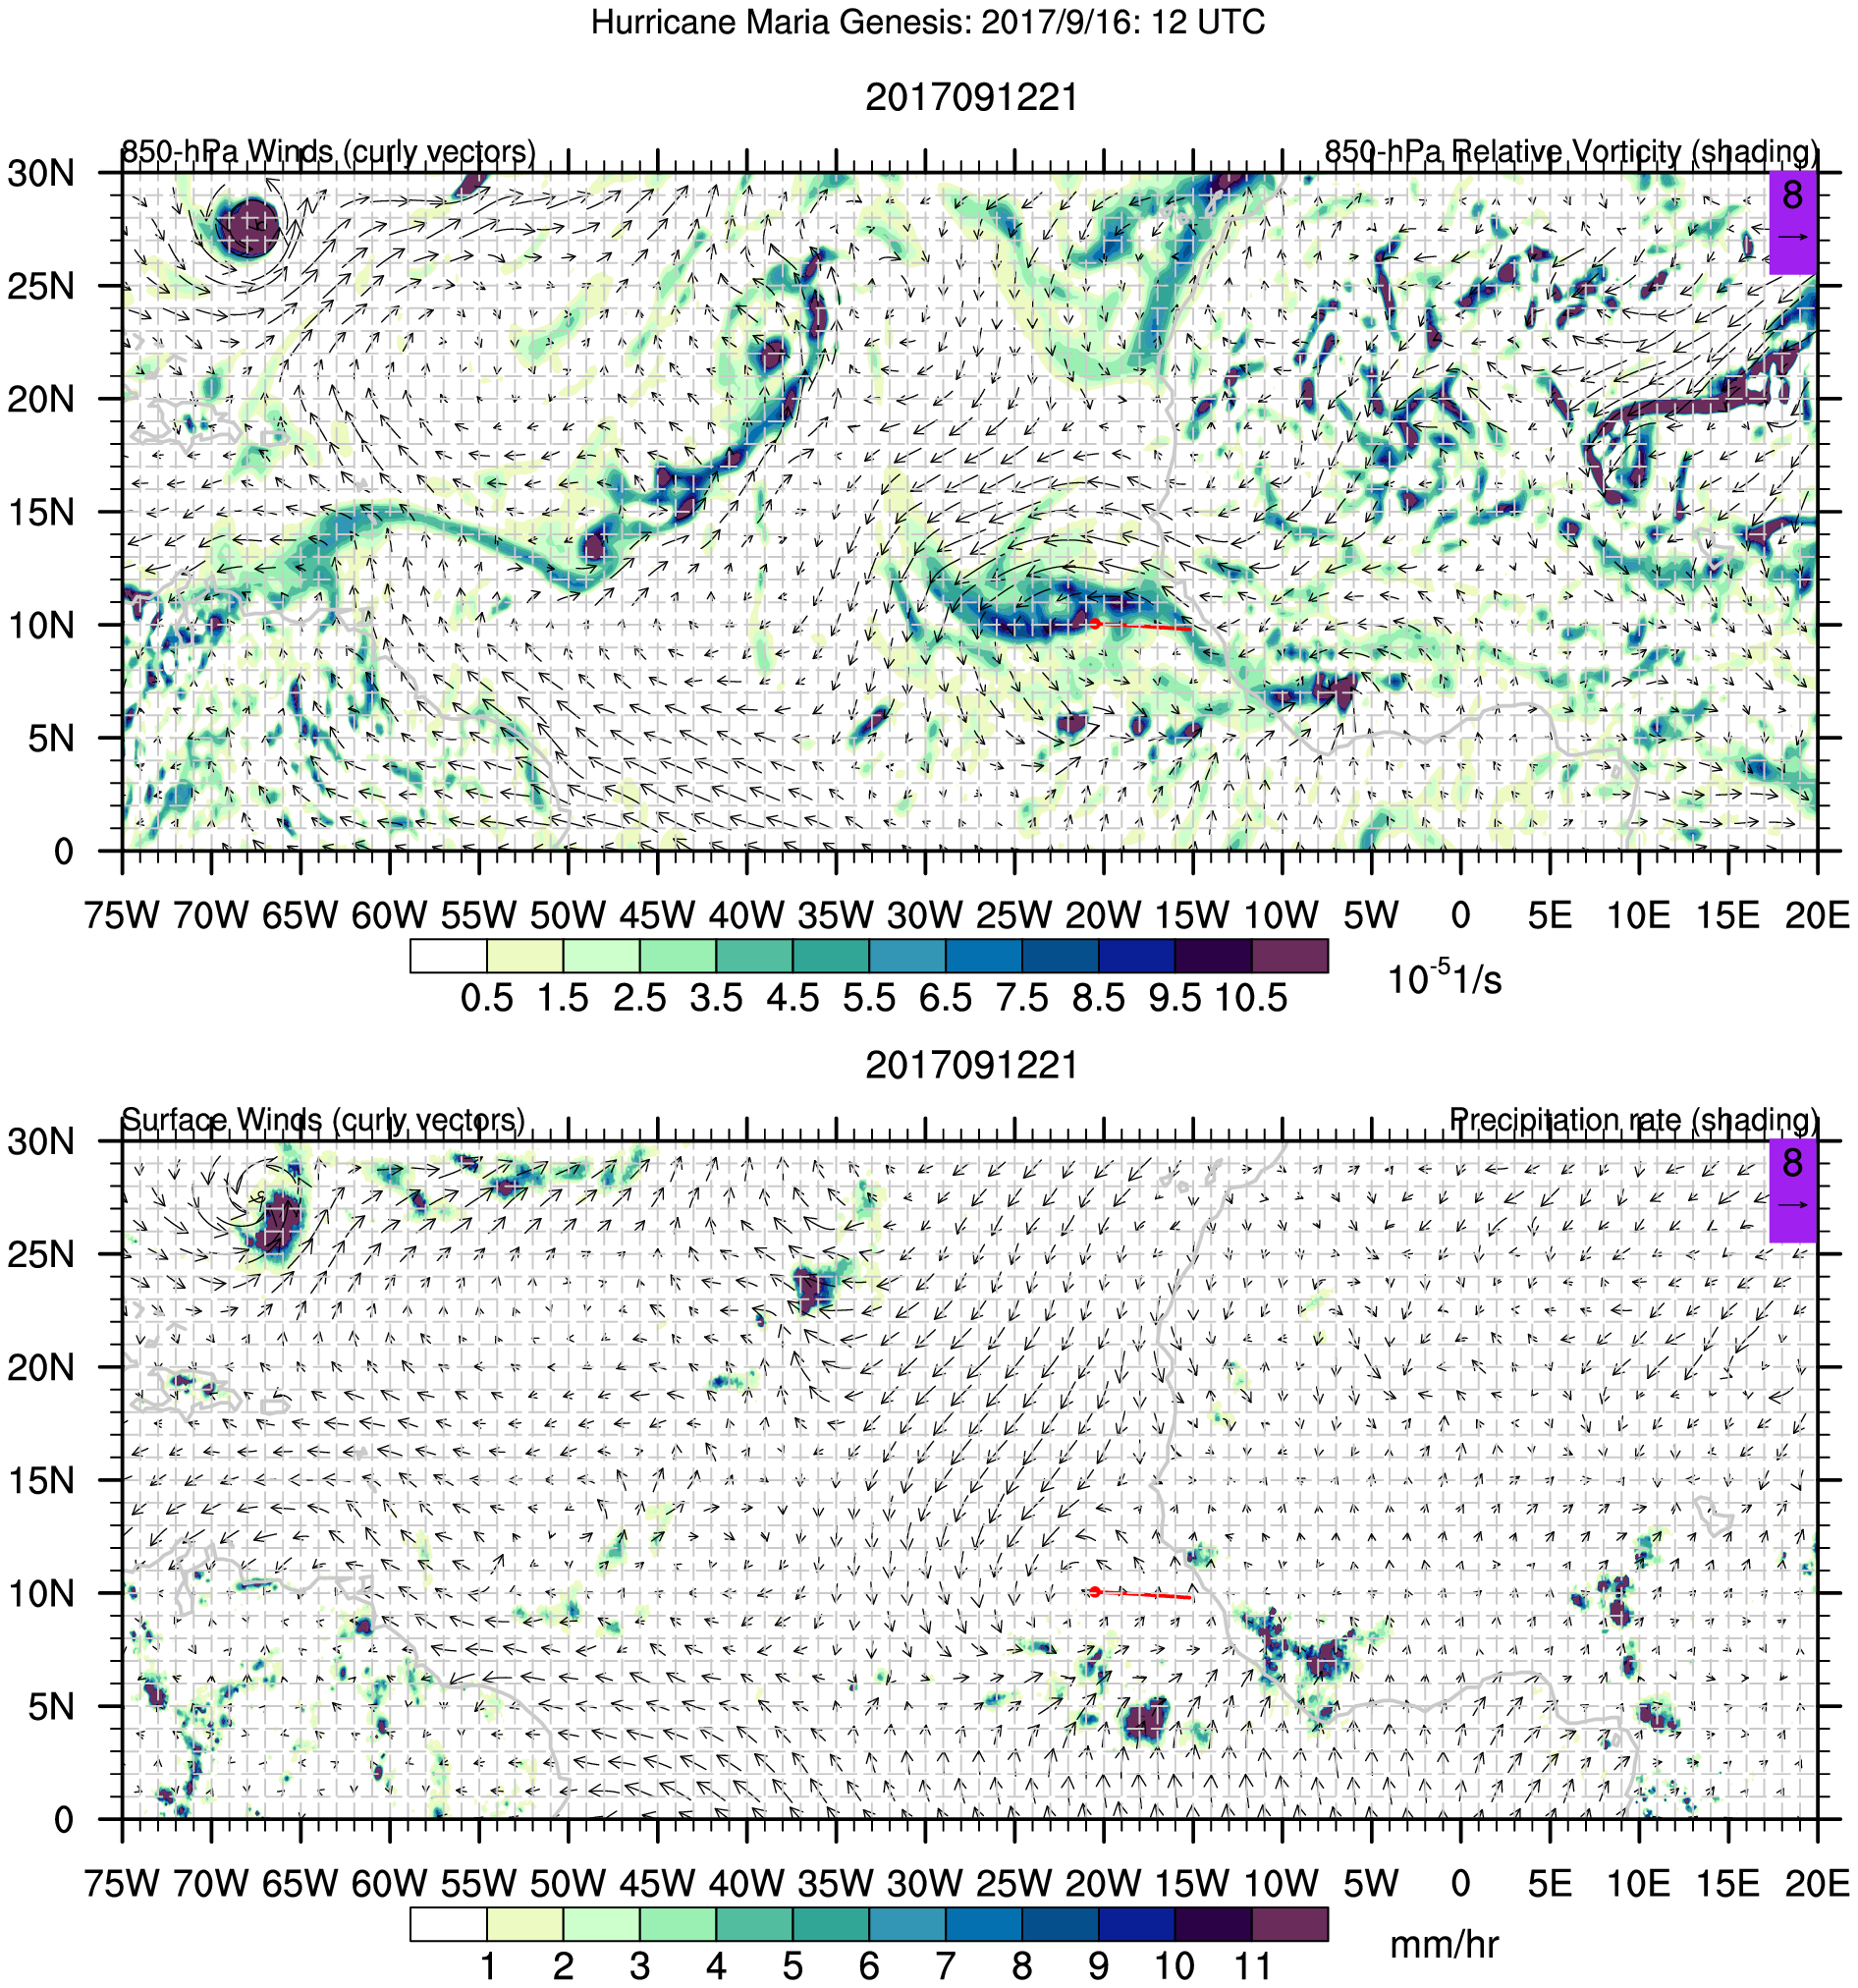 Hurricane Maria Genesis: 2017/9/16: 12 UTC
2017091221
850-hPa Winds (curly vectors) 850-hPa Relative Vorticity (shading)
8
30N
25N
20N
15N
10N
5N
0
75W 70W 65W 60W 55W 50W 45W 40W 35W 30W 25W 20W 15W 10W 5W 0 5E 10E 15E 20E
0.5 1.5 2.5 3.5 4.5 5.5 6.5 7.5 8.5 9.5 10.5
10-51/s
2017091221
Surface Winds (curly vectors) Precipitation rate (shading)
8
30N
25N
20N
15N
10N
5N
0
75W 70W 65W 60W 55W 50W 45W 40W 35W 30W 25W 20W 15W 10W 5W 0 5E 10E 15E 20E
1 2 3 4 5 6 7 8 9 10 11
mm/hr